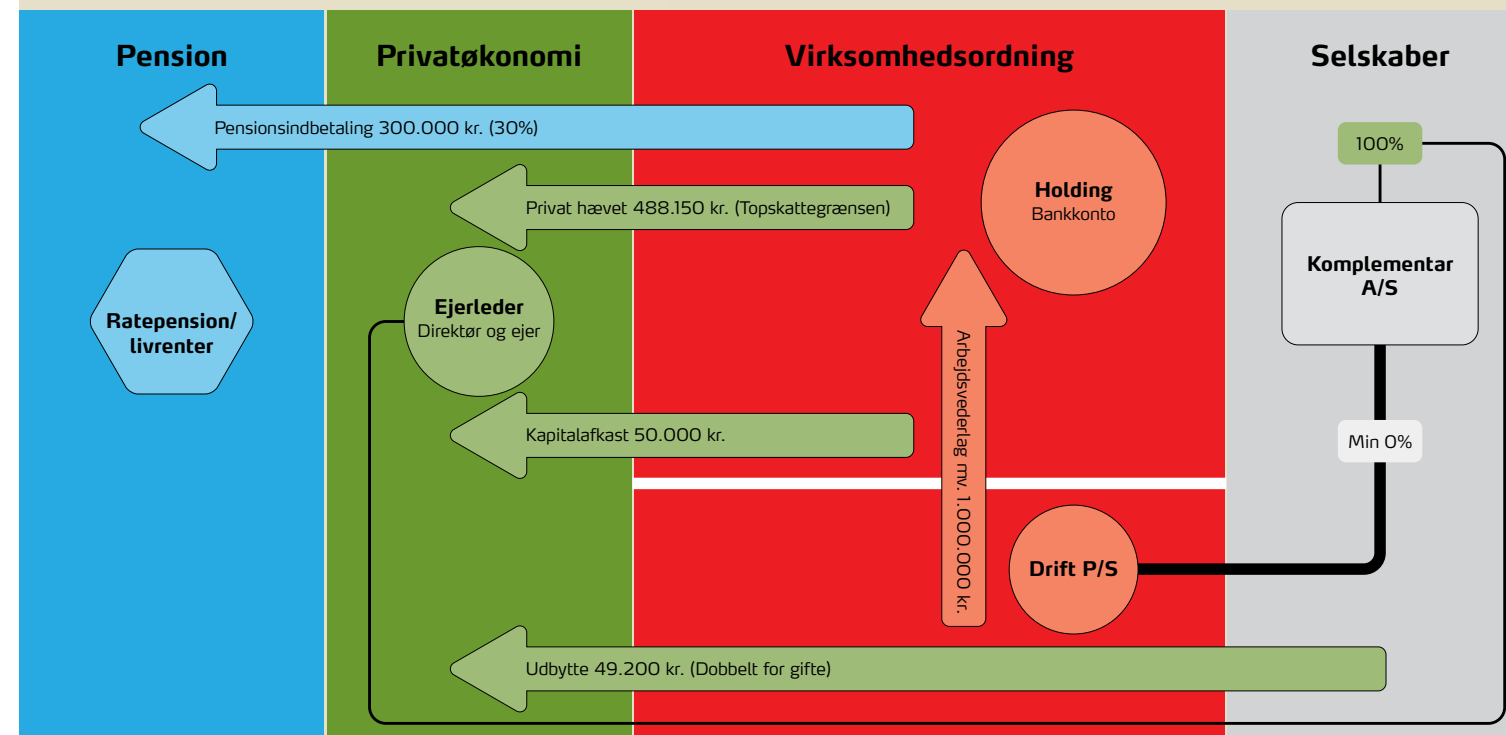 Pension
Privatøkonomi
Virksomhedsordning
Selskaber
Pensionsindbetaling 300.000 kr. (30%)
100%
Privat hævet 488.150 kr. (Topskattegrænsen)
Holding
Bankkonto
Komplementar
A/S
Ratepension/
livrenter
Ejerleder
Direktør og ejer
Arbejdsvederlag mv. 1.000.000 kr.
Kapitalafkast 50.000 kr.
Min 0%
Drift P/S
Udbytte 49.200 kr. (Dobbelt for gifte)